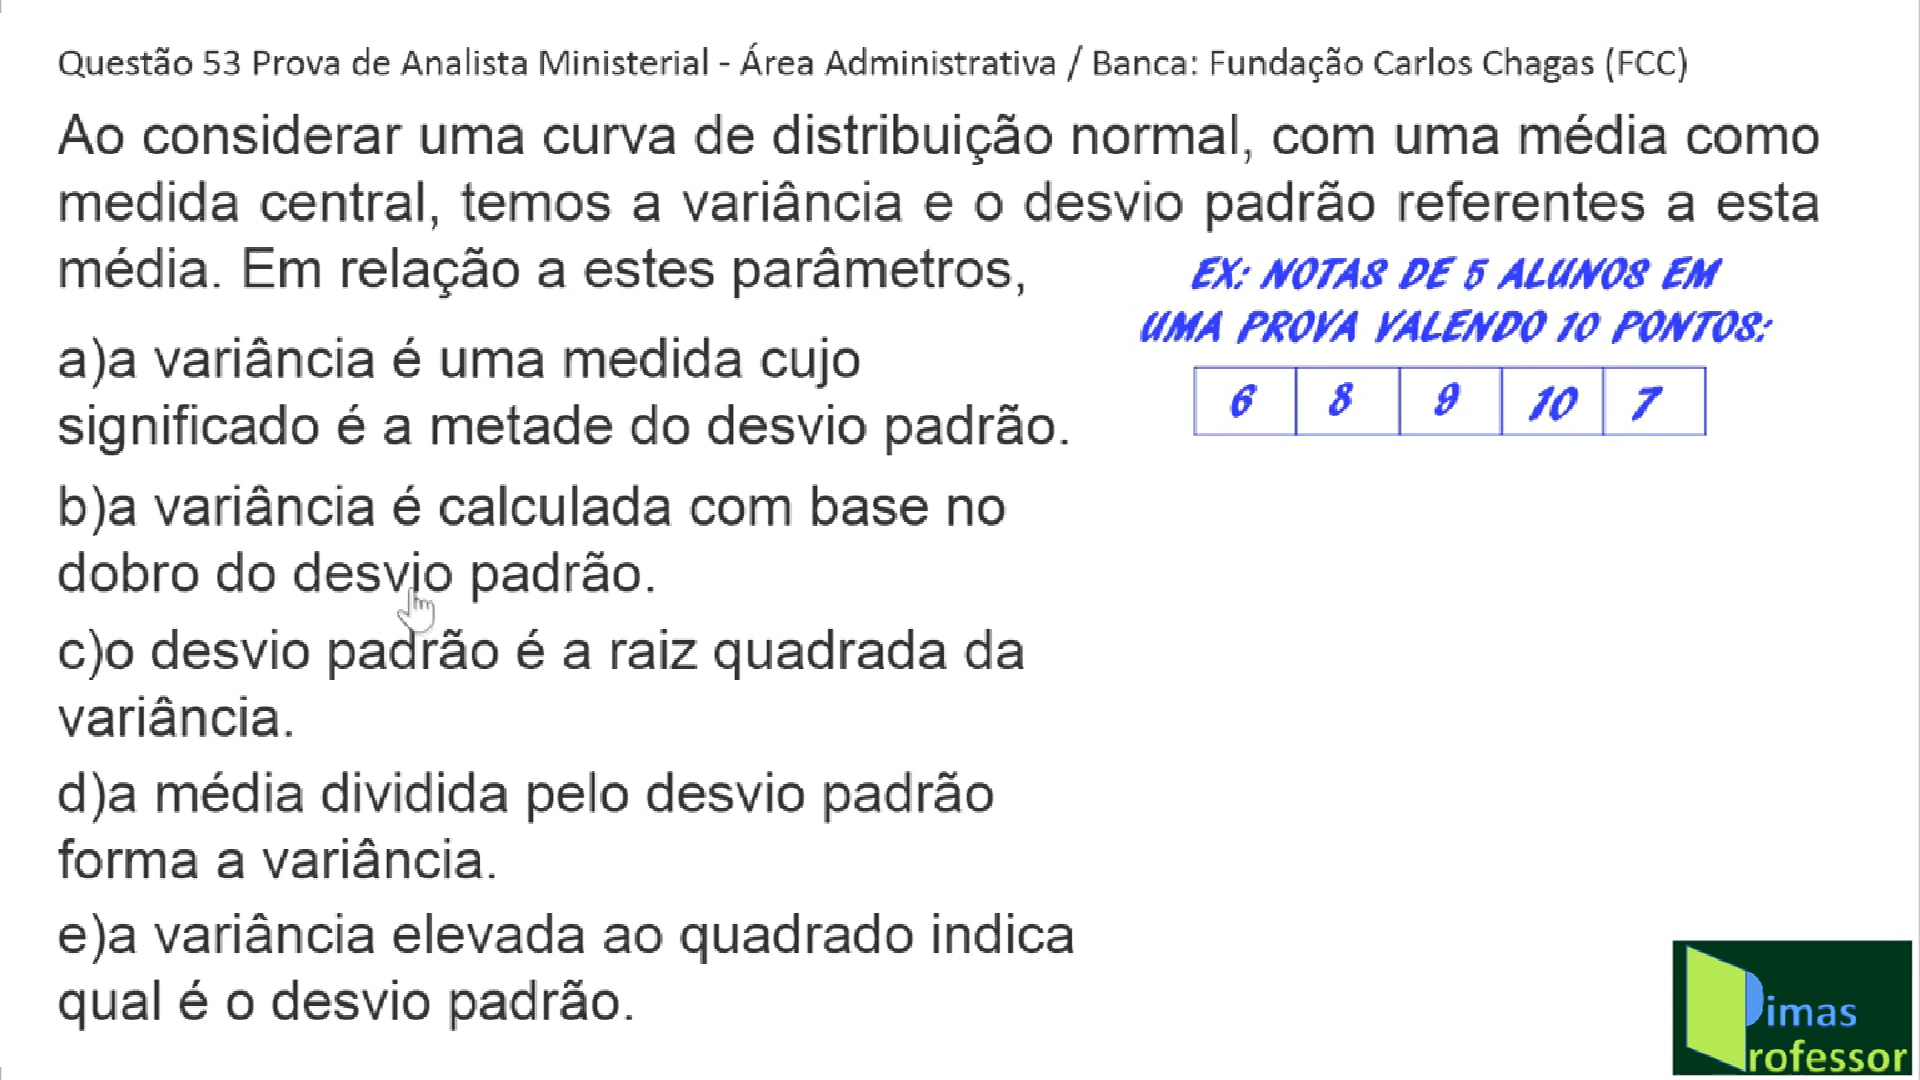 Questão 53 Prova de Analista Ministerial - Área Administrativa / Banca: Fundação Carlos Chagas (FCC)
Ao considerar uma curva de distribuição normal, com uma média como
medida central, temos a variância e o desvio padrão referentes a esta
média. Em relação a estes parâmetros,
EX: NOTAS DE 5 ALUNOS EM
UMA PROVA VALENDO 10 PONTOS:
6 8 9 10 7
a)a variância é uma medida cujo
significado é a metade do desvio padrão.
b)a variância é calculada com base no
dobro do desvio padrão.
c)o desvio padrão é a raiz quadrada da
variância.
d)a média dividida pelo desvio padrão
forma a variância.
e)a variância elevada ao quadrado indica
qual é o desvio padrão.
Dimas
Professor